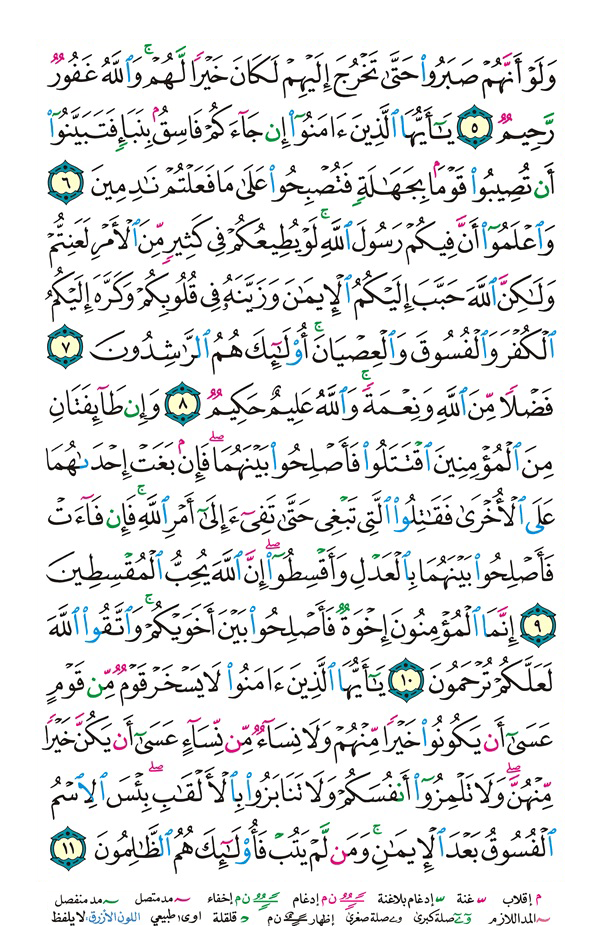 وَلَوْ أَنَّهُمْ صَبَرُوا۟ حَتَّىٰ تَخْرُجَ إِلَيْهِمْ لَكَانَ خَيْرًا لَّهُمْ ۚ وَٱللَّهُ غَفُورٌ
رَّحِيمٌ ٥ يَـٰٓأَيُّهَا ٱلَّذِينَ ءَامَنُوٓا۟ إِن جَآءَكُمْ فَاسِقٌۢ بِنَبَإٍ فَتَبَيَّنُوٓا۟
أَن تُصِيبُوا۟ قَوْمًۢا بِجَهَـٰلَةٍ فَتُصْبِحُوا۟ عَلَىٰ مَا فَعَلْتُمْ نَـٰدِمِينَ ٦
وَٱعْلَمُوٓا۟ أَنَّ فِيكُمْ رَسُولَ ٱللَّهِ ۚ لَوْ يُطِيعُكُمْ فِى كَثِيرٍ مِّنَ ٱلْأَمْرِ لَعَنِتُّمْ
وَلَـٰكِنَّ ٱللَّهَ حَبَّبَ إِلَيْكُمُ ٱلْإِيمَـٰنَ وَزَيَّنَهُۥ فِى قُلُوبِكُمْ وَكَرَّهَ إِلَيْكُمُ
ٱلْكُفْرَ وَٱلْفُسُوقَ وَٱلْعِصْيَانَ ۚ أُو۟لَـٰٓئِكَ هُمُ ٱلرَّٰشِدُونَ ٧
فَضْلًا مِّنَ ٱللَّهِ وَنِعْمَةً ۚ وَٱللَّهُ عَلِيمٌ حَكِيمٌ ٨ وَإِن طَآئِفَتَانِ
مِنَ ٱلْمُؤْمِنِينَ ٱقْتَتَلُوا۟ فَأَصْلِحُوا۟ بَيْنَهُمَا ۖ فَإِنۢ بَغَتْ إِحْدَىٰهُمَا
عَلَى ٱلْأُخْرَىٰ فَقَـٰتِلُوا۟ ٱلَّتِى تَبْغِى حَتَّىٰ تَفِىٓءَ إِلَىٰٓ أَمْرِ ٱللَّهِ ۚ فَإِن فَآءَتْ
فَأَصْلِحُوا۟ بَيْنَهُمَا بِٱلْعَدْلِ وَأَقْسِطُوٓا۟ ۖ إِنَّ ٱللَّهَ يُحِبُّ ٱلْمُقْسِطِينَ
٩ إِنَّمَا ٱلْمُؤْمِنُونَ إِخْوَةٌ فَأَصْلِحُوا۟ بَيْنَ أَخَوَيْكُمْ ۚ وَٱتَّقُوا۟ ٱللَّهَ
لَعَلَّكُمْ تُرْحَمُونَ ١٠ يَـٰٓأَيُّهَا ٱلَّذِينَ ءَامَنُوا۟ لَا يَسْخَرْ قَوْمٌ مِّن قَوْمٍ
عَسَىٰٓ أَن يَكُونُوا۟ خَيْرًا مِّنْهُمْ وَلَا نِسَآءٌ مِّن نِّسَآءٍ عَسَىٰٓ أَن يَكُنَّ خَيْرًا
مِّنْهُنَّ ۖ وَلَا تَلْمِزُوٓا۟ أَنفُسَكُمْ وَلَا تَنَابَزُوا۟ بِٱلْأَلْقَـٰبِ ۖ بِئْسَ ٱلِٱسْمُ
ٱلْفُسُوقُ بَعْدَ ٱلْإِيمَـٰنِ ۚ وَمَن لَّمْ يَتُبْ فَأُو۟لَـٰٓئِكَ هُمُ ٱلظَّـٰلِمُونَ ١١
م إقلاب غنة إدغام بلاغنة ن م إدغام ن م إخفاء مد متصل مد منفصل
المد اللازم صلة كبرى صلة صغرى إظهار ن م قلقلة اوى طبيعي اللون الأزرق: لا يلفظ